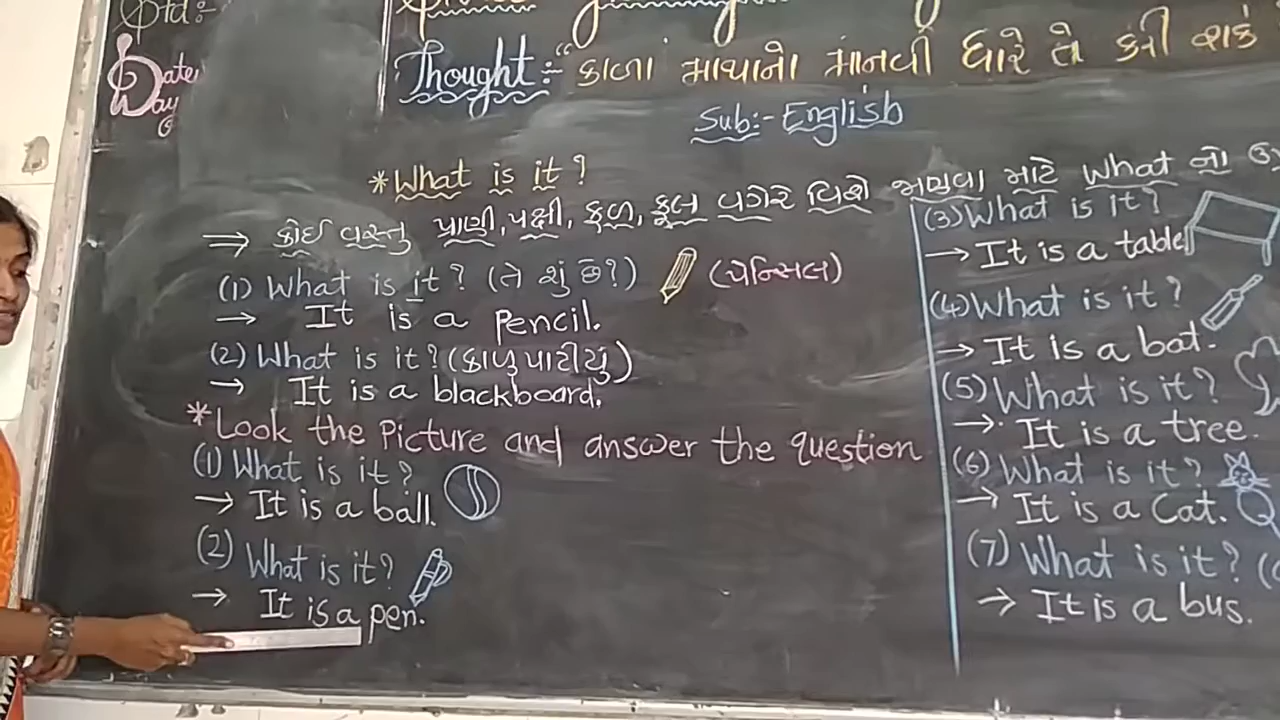 Std:-
Date
Day
Thought:- "કાળા માથાનો માનવી ધારે તે કરી શકે
Sub:- English
*What is it?
⇒ કોઈ વસ્તુ પ્રાણી, પક્ષી, ફળ, ફૂલ વગેરે વિશે જાણવા માટે What નો
(1) What is it? (તે શું છે?) (પેન્સિલ)
→ It is a pencil.
(2) What is it? (કાળુ પાટીયું)
→ It is a blackboard.
*Look the Picture and answer the question
(1) What is it?
→ It is a ball.
(2) What is it?
→ It is a pen.
(3) What is it?
→ It is a table
(4) What is it?
→ It is a bat.
(5) What is it?
→ It is a tree.
(6) What is it?
→ It is a Cat.
(7) What is it?
→ It is a bus.